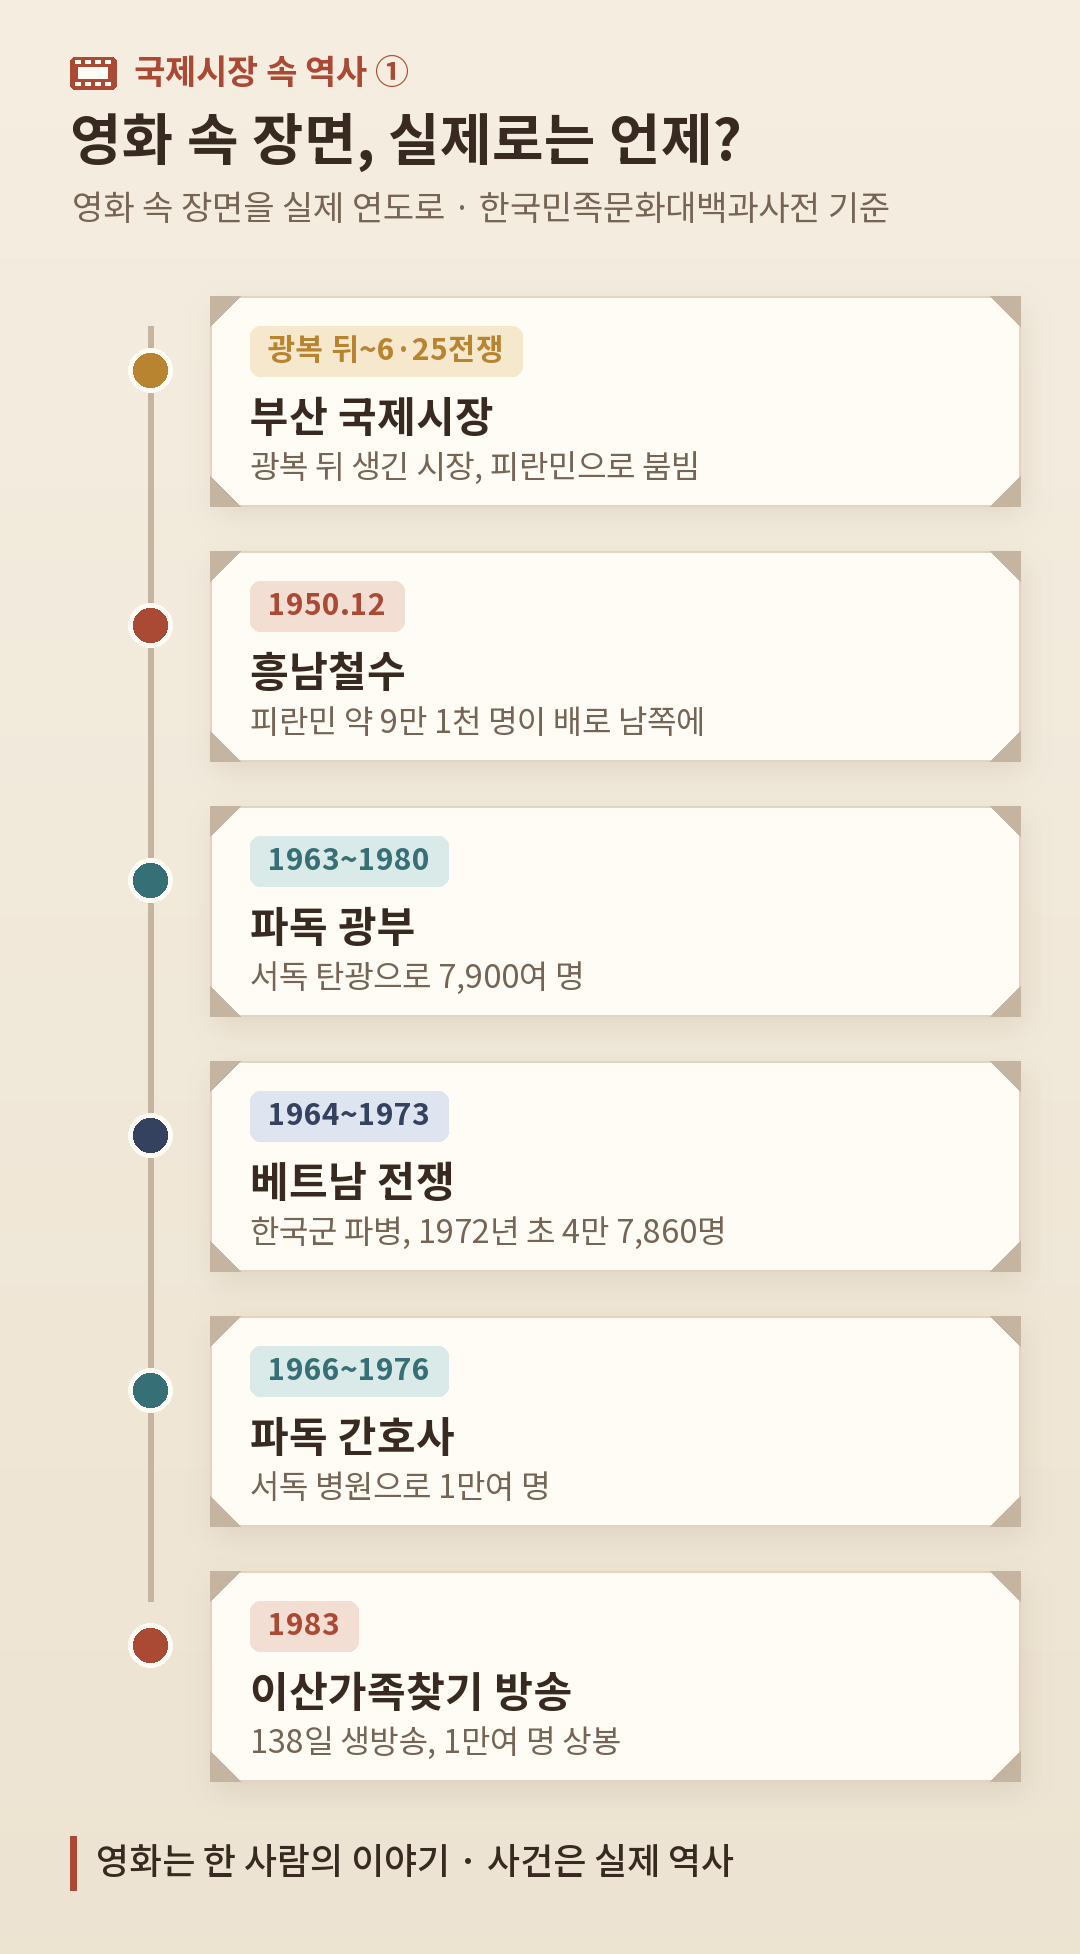 국제시장 속 역사 ①
영화 속 장면, 실제로는 언제?
영화 속 장면을 실제 연도로 · 한국민족문화대백과사전 기준
광복 뒤~6·25전쟁
부산 국제시장
광복 뒤 생긴 시장, 피란민으로 붐빔
1950.12
흥남철수
피란민 약 9만 1천 명이 배로 남쪽에
1963~1980
파독 광부
서독 탄광으로 7,900여 명
1964~1973
베트남 전쟁
한국군 파병, 1972년 초 4만 7,860명
1966~1976
파독 간호사
서독 병원으로 1만여 명
1983
이산가족찾기 방송
138일 생방송, 1만여 명 상봉
영화는 한 사람의 이야기 · 사건은 실제 역사